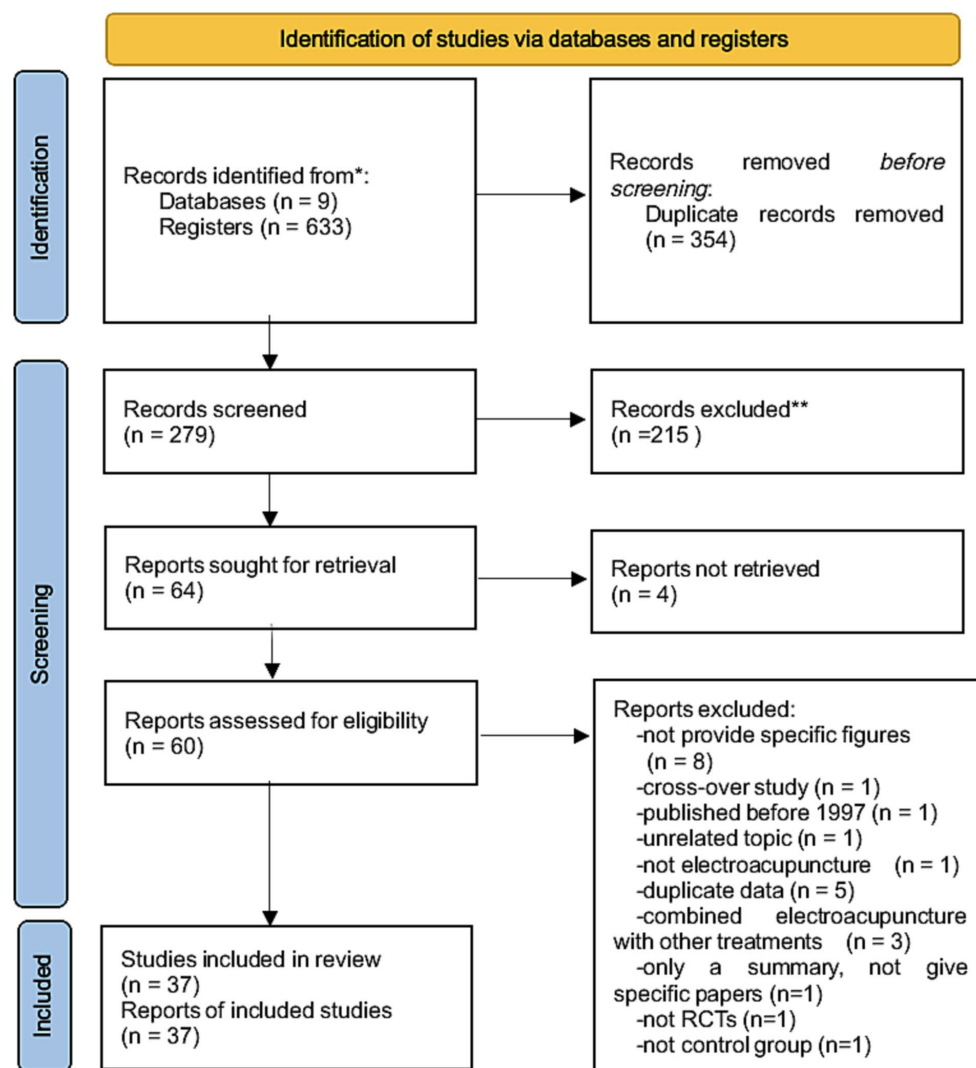 Identification of studies via databases and registers
Identification
Records identified from*:
Databases (n = 9)
Registers (n = 633)
Records removed before
screening:
Duplicate records removed
(n = 354)
Screening
Records screened
(n = 279)
Records excluded**
(n =215 )
Reports sought for retrieval
(n = 64)
Reports not retrieved
(n = 4)
Reports assessed for eligibility
(n = 60)
Reports excluded:
-not provide specific figures
(n = 8)
-cross-over study (n = 1)
-published before 1997 (n = 1)
-unrelated topic (n = 1)
-not electroacupuncture (n = 1)
-duplicate data (n = 5)
-combined electroacupuncture
with other treatments (n = 3)
-only a summary, not give
specific papers (n=1)
-not RCTs (n=1)
-not control group (n=1)
Included
Studies included in review
(n = 37)
Reports of included studies
(n = 37)